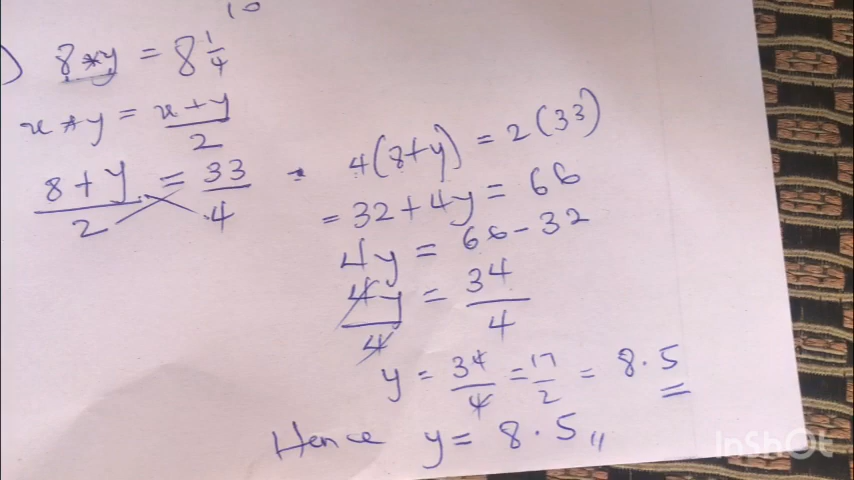 10
) 8 * y = 8 1/4
x * y = x + y / 2
8 + y / 2 = 33 / 4
4(8+y) = 2(33)
= 32 + 4y = 66
4y = 66 - 32
4y / 4 = 34 / 4
y = 34 / 4 = 17 / 2 = 8.5
Hence y = 8.5 ,,
InShOt